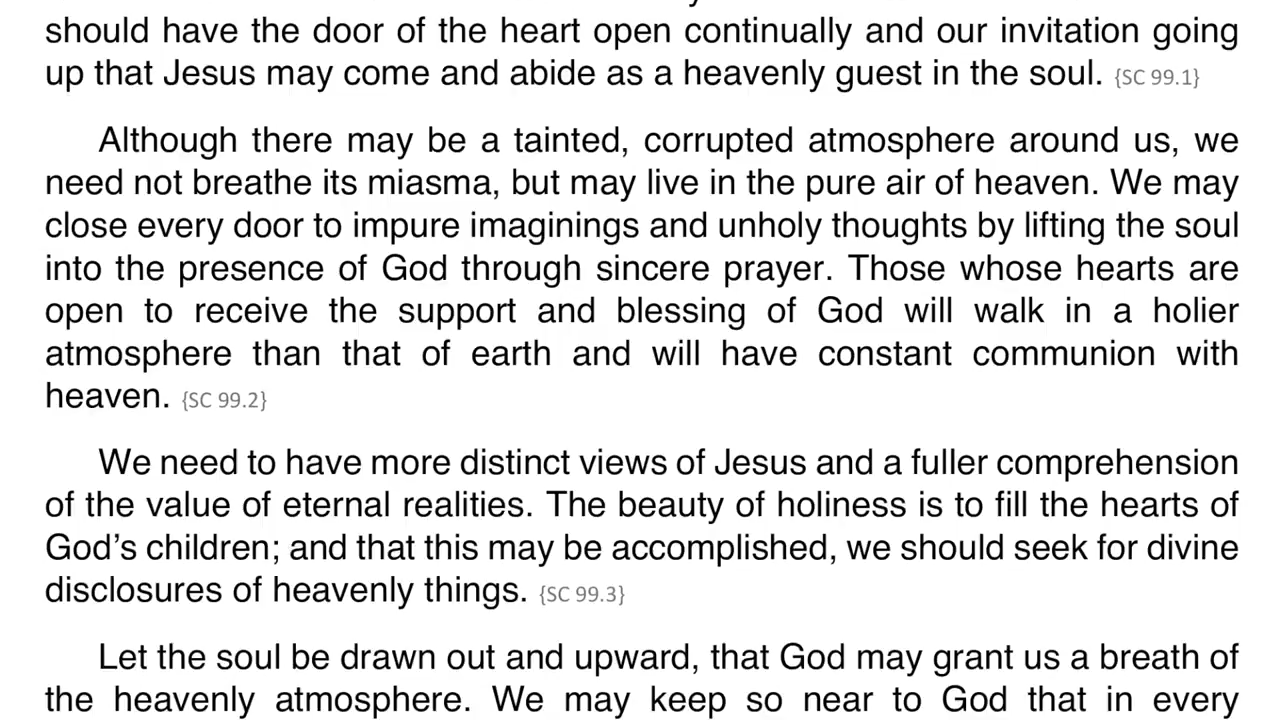 should have the door of the heart open continually and our invitation going
up that Jesus may come and abide as a heavenly guest in the soul. {SC 99.1}
Although there may be a tainted, corrupted atmosphere around us, we
need not breathe its miasma, but may live in the pure air of heaven. We may
close every door to impure imaginings and unholy thoughts by lifting the soul
into the presence of God through sincere prayer. Those whose hearts are
open to receive the support and blessing of God will walk in a holier
atmosphere than that of earth and will have constant communion with
heaven. {SC 99.2}
We need to have more distinct views of Jesus and a fuller comprehension
of the value of eternal realities. The beauty of holiness is to fill the hearts of
God’s children; and that this may be accomplished, we should seek for divine
disclosures of heavenly things. {SC 99.3}
Let the soul be drawn out and upward, that God may grant us a breath of
the heavenly atmosphere. We may keep so near to God that in every